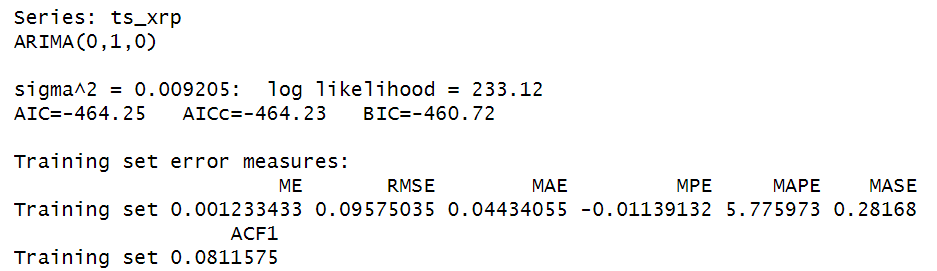 Series: ts_xrp
ARIMA(0,1,0)
sigma^2 = 0.009205:  log likelihood = 233.12
AIC=-464.25   AICc=-464.23   BIC=-460.72
Training set error measures:
                      ME       RMSE        MAE         MPE     MAPE    MASE
Training set 0.001233433 0.09575035 0.04434055 -0.01139132 5.775973 0.28168
                  ACF1
Training set 0.0811575